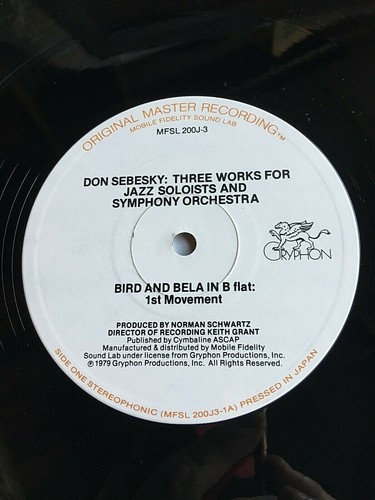 ORIGINAL MASTER RECORDING™
MOBILE FIDELITY SOUND LAB
MFSL 200J-3
DON SEBESKY: THREE WORKS FOR
JAZZ SOLOISTS AND
SYMPHONY ORCHESTRA
GRYPHON
BIRD AND BELA IN B flat:
1st Movement
PRODUCED BY NORMAN SCHWARTZ
DIRECTOR OF RECORDING KEITH GRANT
Published by Cymbaline ASCAP
Manufactured & distributed by Mobile Fidelity
Sound Lab under license from Gryphon Productions, Inc.
℗ 1979 Gryphon Productions, Inc. All Rights Reserved.
SIDE ONE STEREOPHONIC (MFSL 200J3-1A) PRESSED IN JAPAN